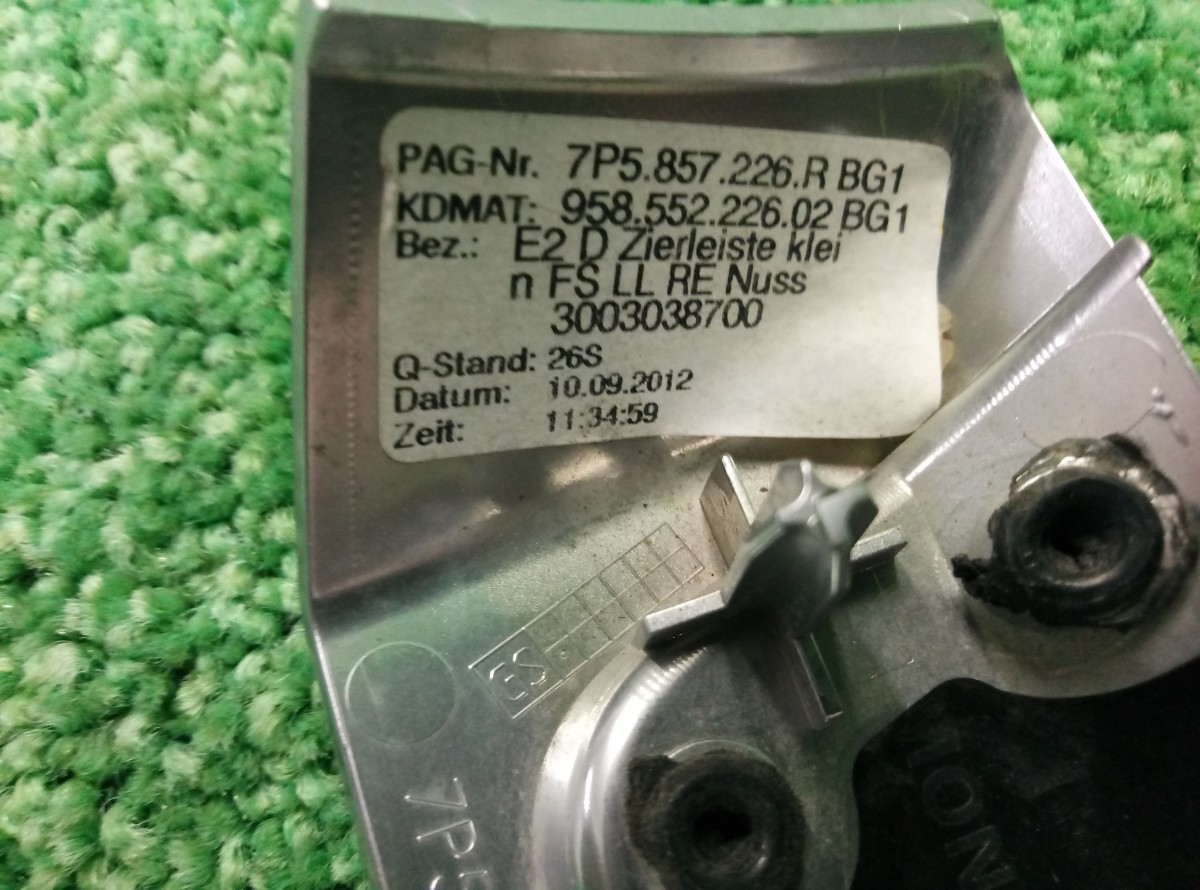 PAG-Nr. 7P5.857.226.R BG1
KDMAT: 958.552.226.02 BG1
Bez.: E2 D Zierleiste klei
n FS LL RE Nuss
3003038700
Q-Stand: 26S
Datum: 10.09.2012
Zeit: 11:34:59
7P5